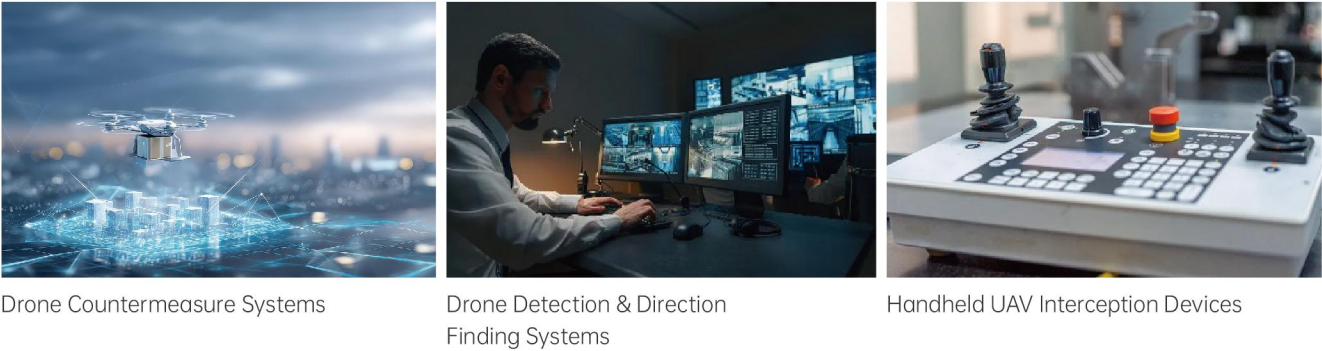 Drone Countermeasure Systems
Drone Detection & Direction
Finding Systems
Handheld UAV Interception Devices